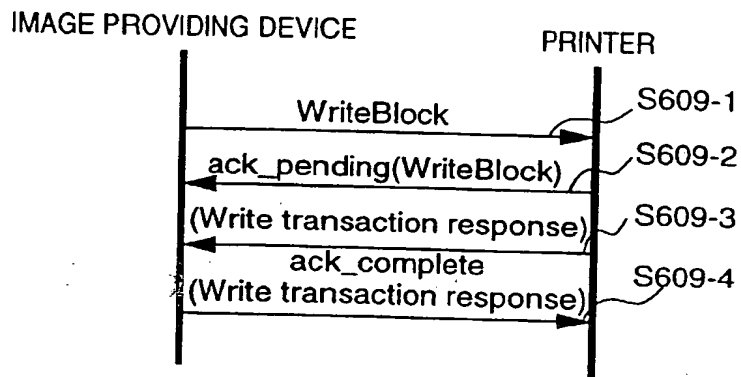 IMAGE PROVIDING DEVICE
PRINTER
WriteBlock
S609-1
ack_pending(WriteBlock)
S609-2
(Write transaction response)
S609-3
ack_complete
(Write transaction response)
S609-4